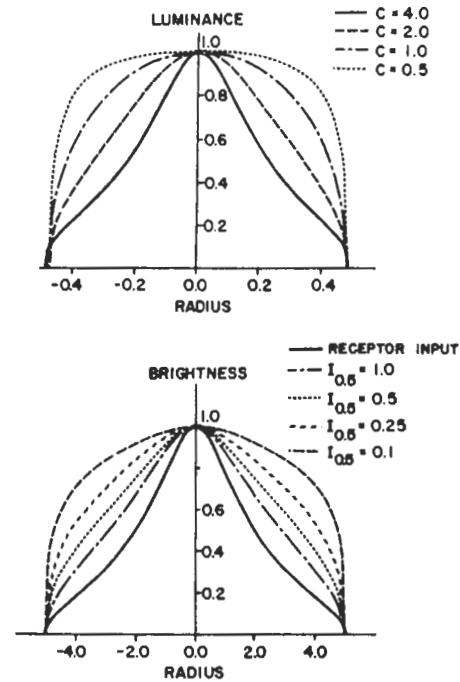 LUMINANCE
C = 4.0
C = 2.0
C = 1.0
C = 0.5
1.0
0.8
0.6
0.4
0.2
-0.4 -0.2 0.0 0.2 0.4
RADIUS
BRIGHTNESS
RECEPTOR INPUT
I0.5 = 1.0
I0.5 = 0.5
I0.5 = 0.25
I0.5 = 0.1
1.0
0.6
0.4
0.2
-4.0 -2.0 0.0 2.0 4.0
RADIUS